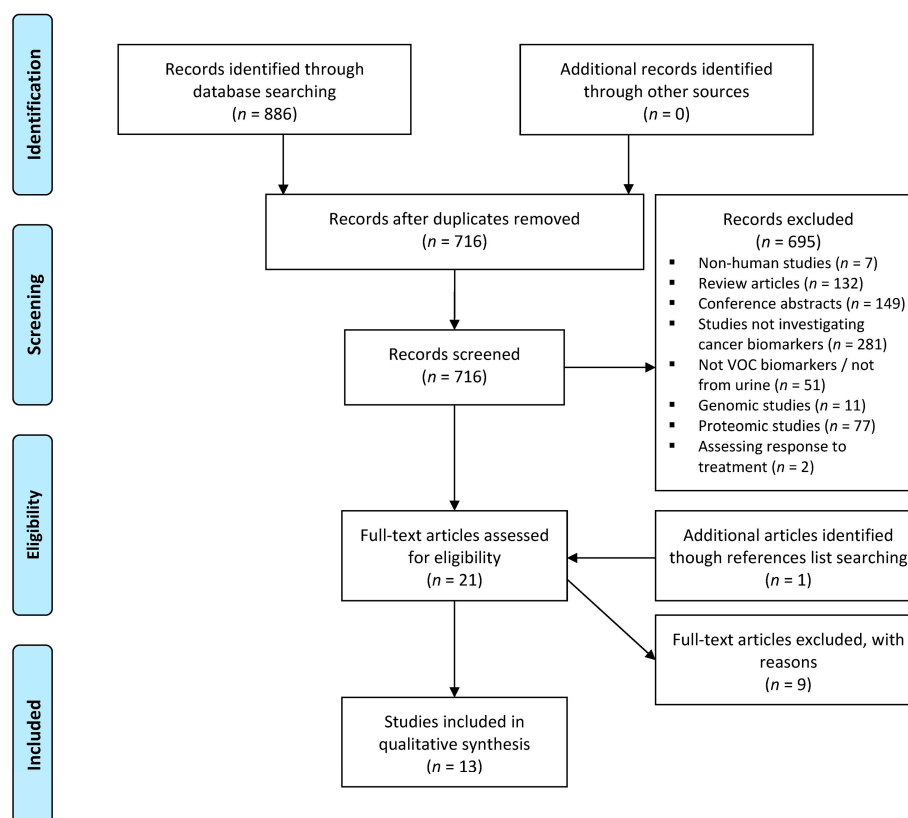 Identification
Records identified through
database searching
(n = 886)
Additional records identified
through other sources
(n = 0)
Records after duplicates removed
(n = 716)
Screening
Records screened
(n = 716)
Records excluded
(n = 695)
▪ Non-human studies (n = 7)
▪ Review articles (n = 132)
▪ Conference abstracts (n = 149)
▪ Studies not investigating
cancer biomarkers (n = 281)
▪ Not VOC biomarkers / not
from urine (n = 51)
▪ Genomic studies (n = 11)
▪ Proteomic studies (n = 77)
▪ Assessing response to
treatment (n = 2)
Eligibility
Full-text articles assessed
for eligibility
(n = 21)
Additional articles identified
though references list searching
(n = 1)
Full-text articles excluded, with
reasons
(n = 9)
Included
Studies included in
qualitative synthesis
(n = 13)